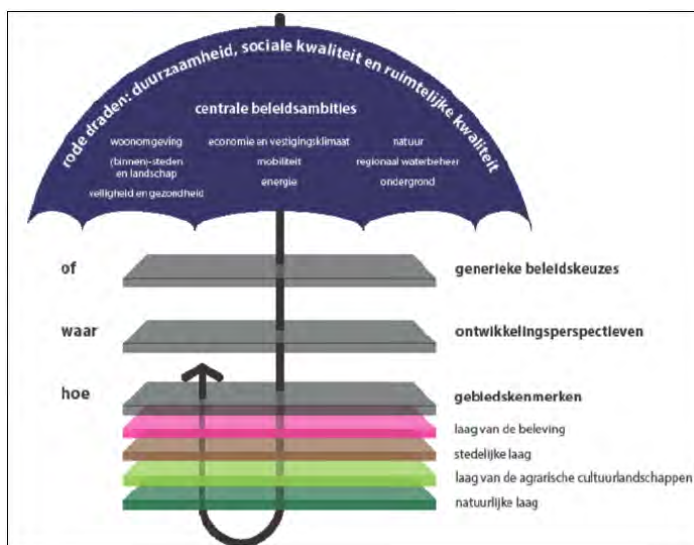 rode draden: duurzaamheid, sociale kwaliteit en ruimtelijke kwaliteit
centrale beleidsambities
woonomgeving
(binnen)-steden
en landschap
veiligheid en gezondheid
economie en vestigingsklimaat
mobiliteit
energie
natuur
regionaal waterbeheer
ondergrond
of
generieke beleidskeuzes
waar
ontwikkelingsperspectieven
hoe
gebiedskenmerken
laag van de beleving
stedelijke laag
laag van de agrarische cultuurlandschappen
natuurlijke laag